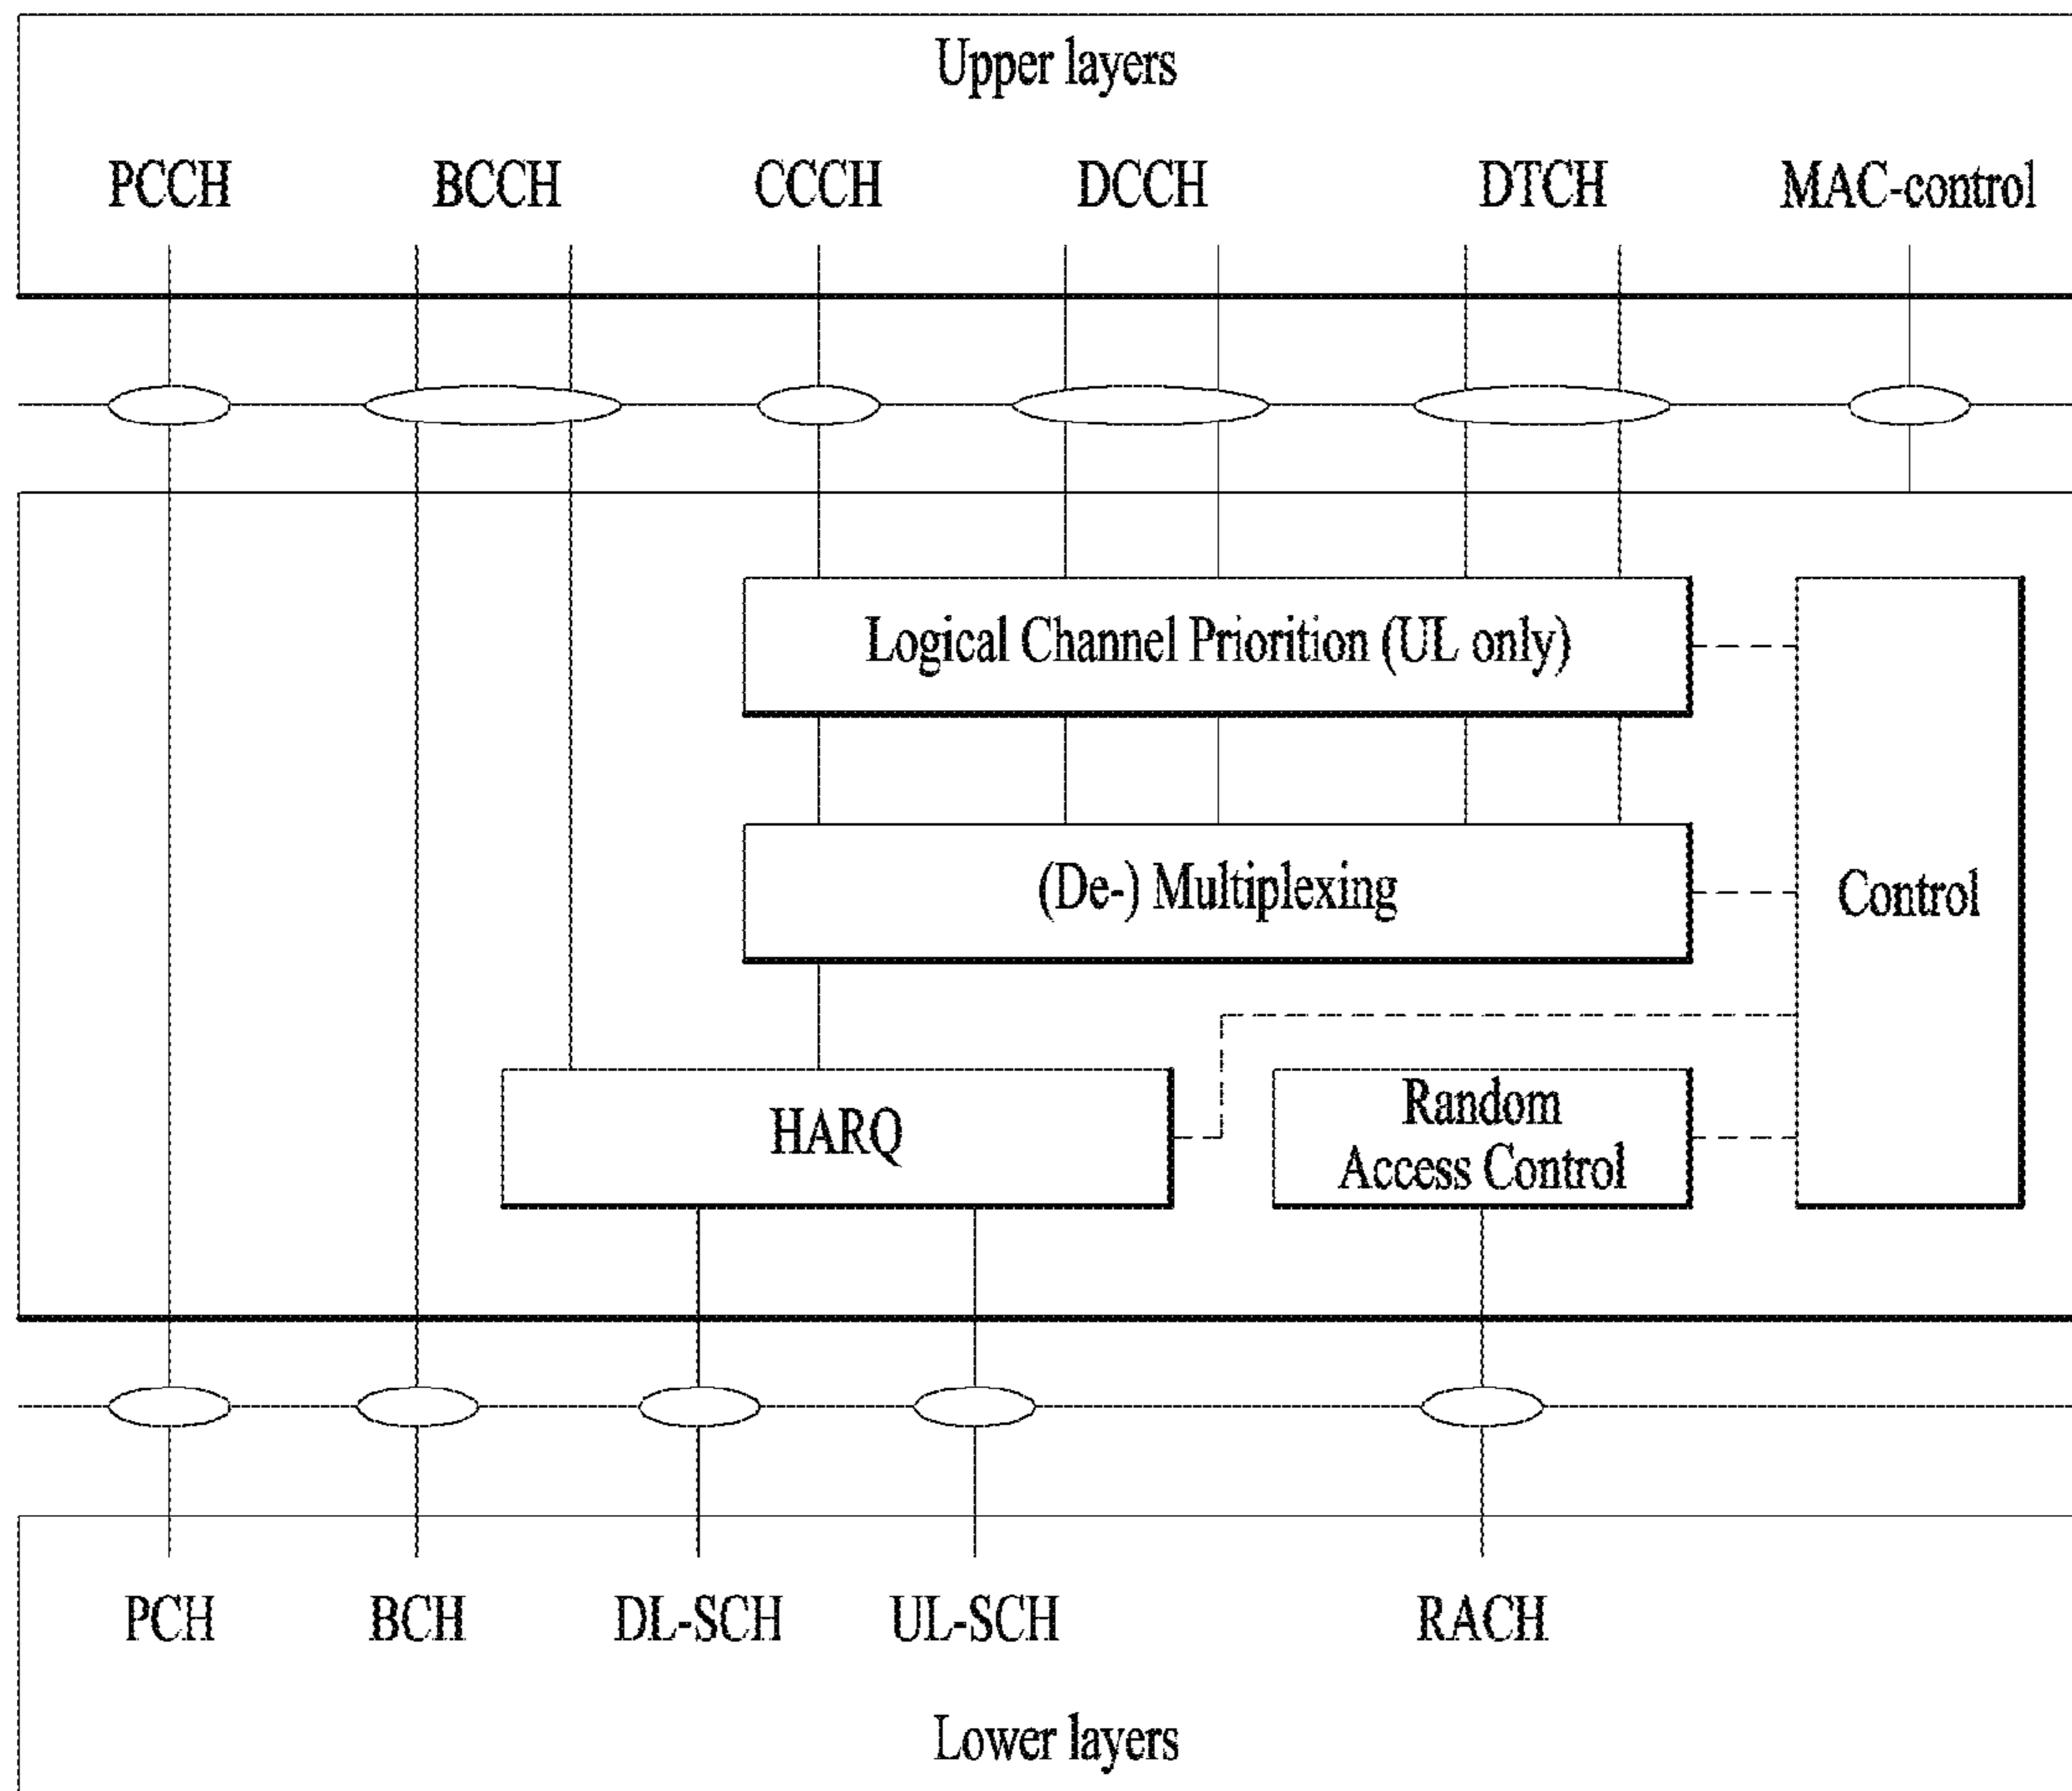 Upper layers
PCCH BCCH CCCH DCCH DTCH MAC-control
Logical Channel Priorition (UL only)
(De-) Multiplexing
Control
HARQ
Random
Access Control
PCH BCH DL-SCH UL-SCH RACH
Lower layers